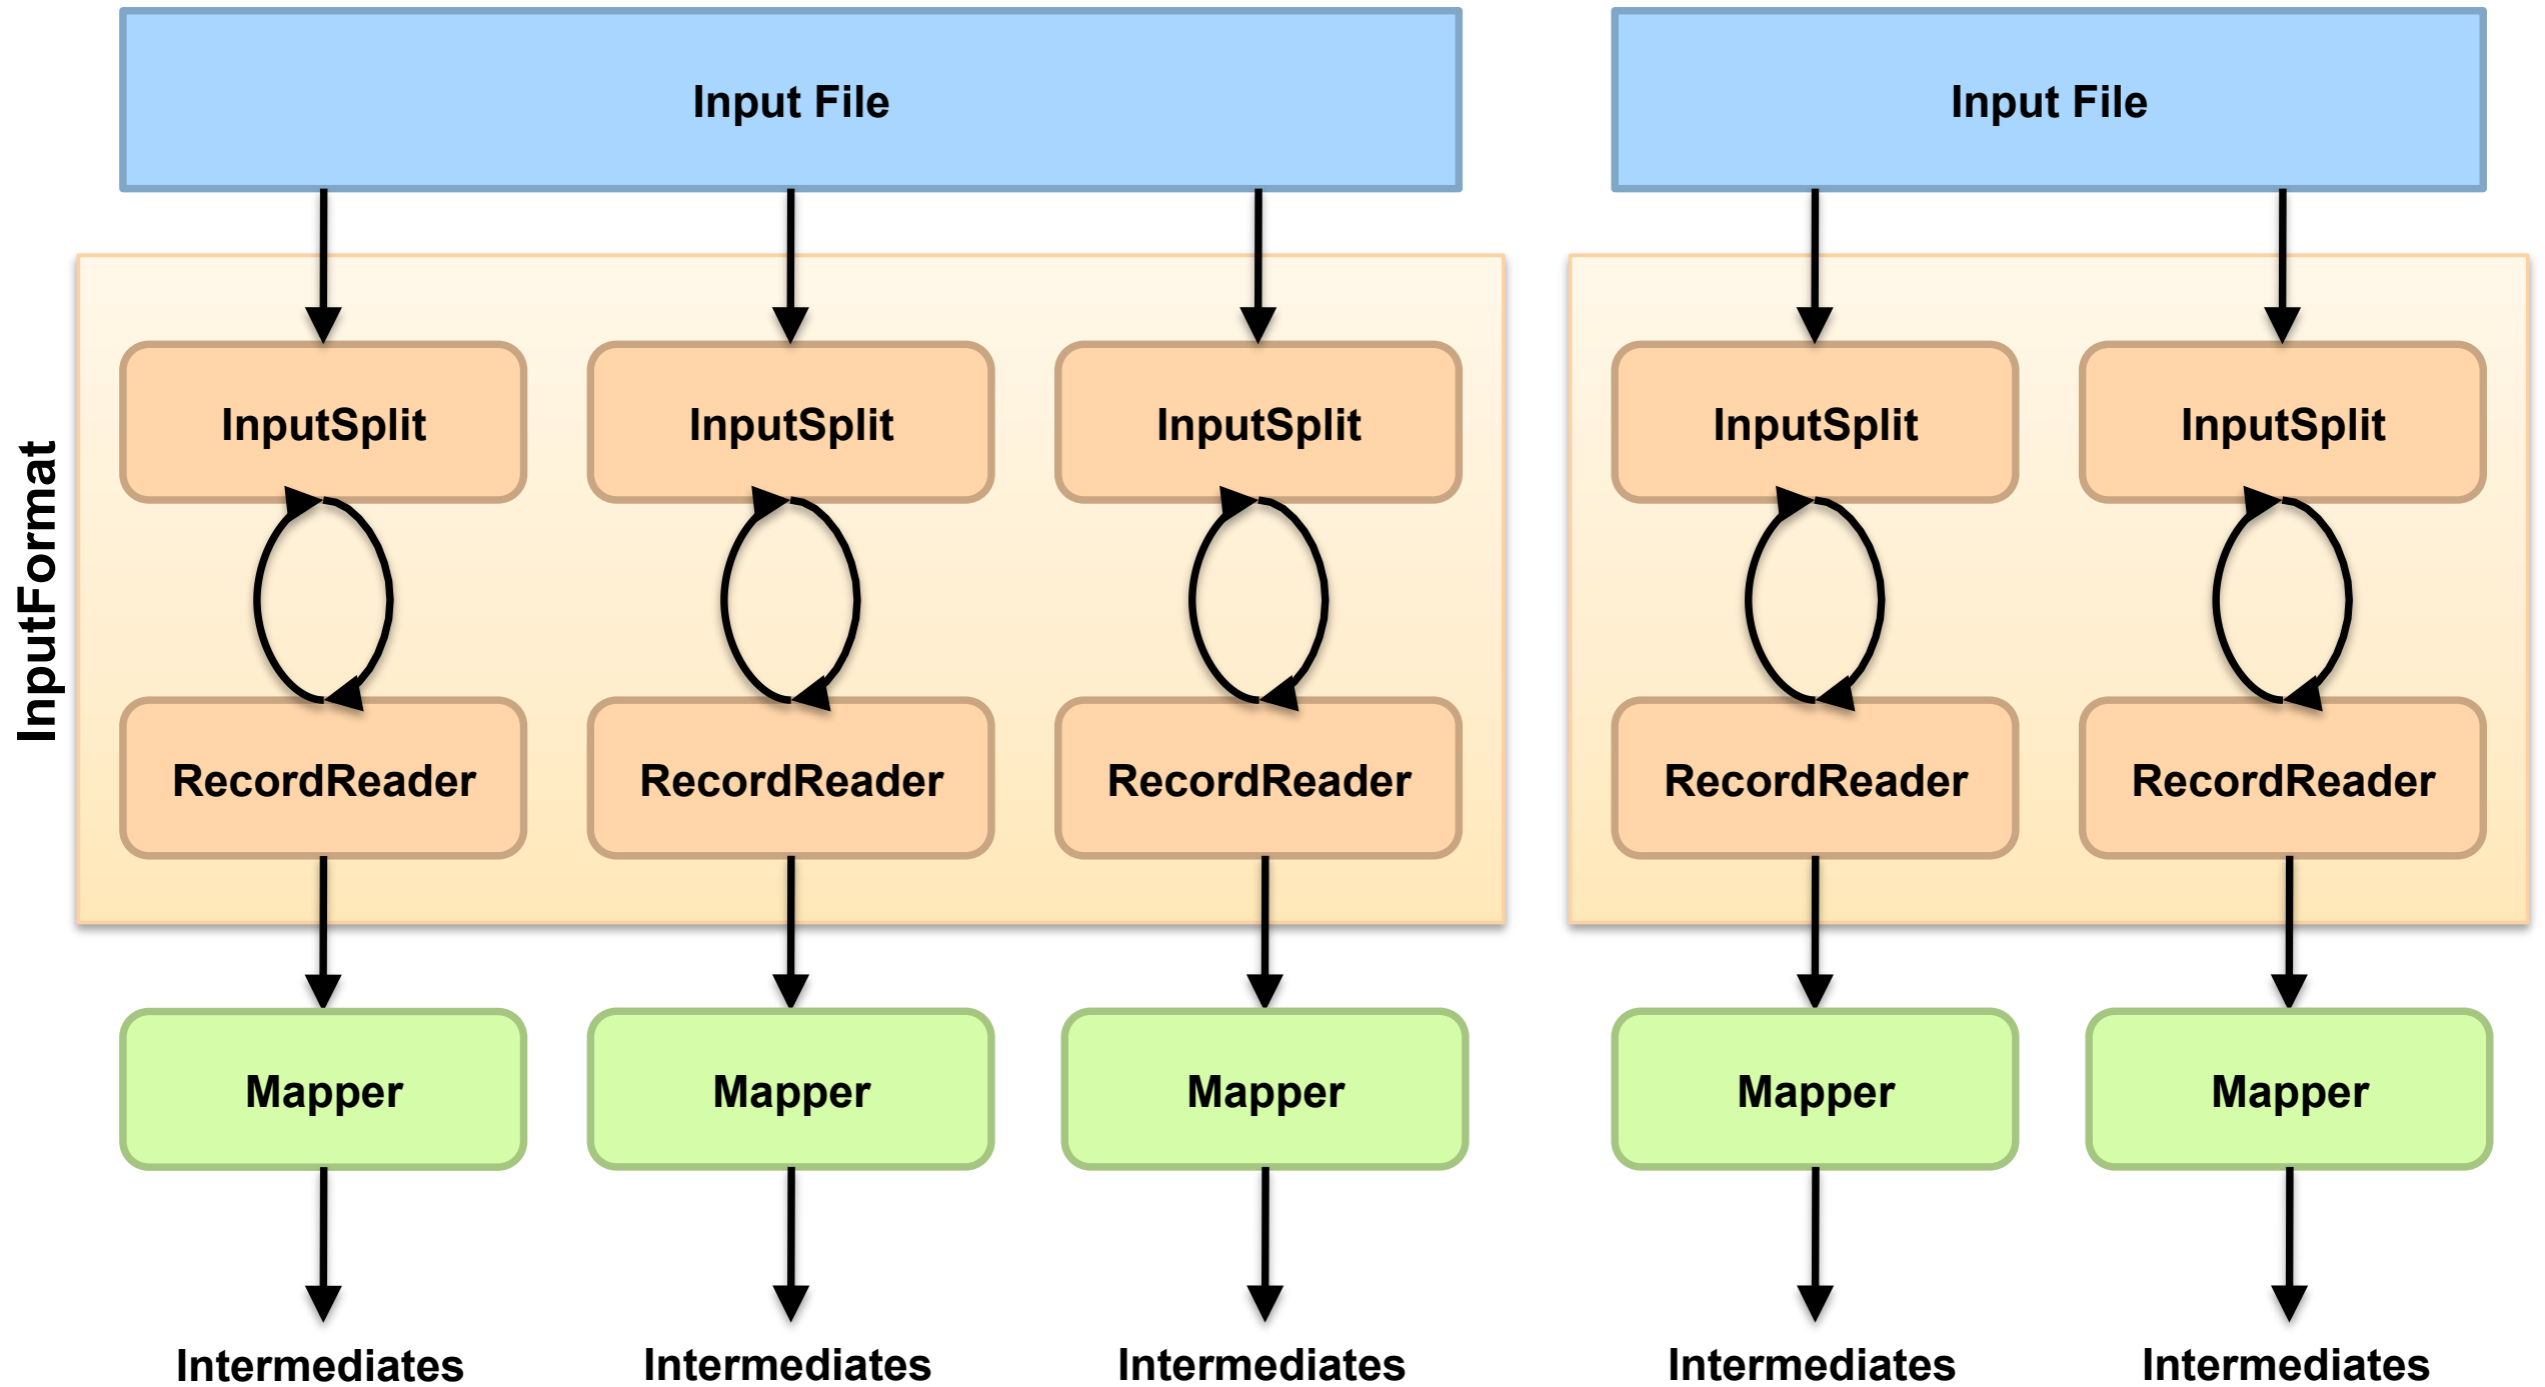 Input File
Input File
InputFormat
InputSplit
InputSplit
InputSplit
InputSplit
InputSplit
RecordReader
RecordReader
RecordReader
RecordReader
RecordReader
Mapper
Mapper
Mapper
Mapper
Mapper
Intermediates
Intermediates
Intermediates
Intermediates
Intermediates